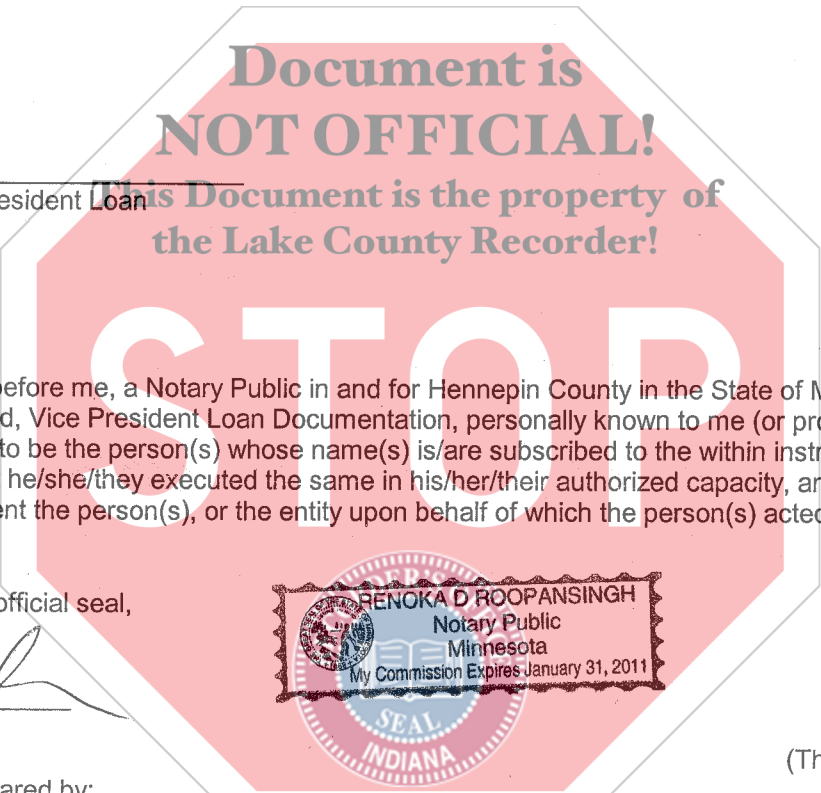 Document is
NOT OFFICIAL!
This Document is the property of
esident Loan
the Lake County Recorder!
STOP
before me, a Notary Public in and for Hennepin County in the State of M
d, Vice President Loan Documentation, personally known to me (or pro
to be the person(s) whose name(s) is/are subscribed to the within instr
he/she/they executed the same in his/her/their authorized capacity, an
ent the person(s), or the entity upon behalf of which the person(s) acted
official seal,
RENOKA D ROOPANSINGH
Notary Public
Minnesota
My Commission Expires January 31, 2011
SEAL
INDIANA
(Th
ared by: